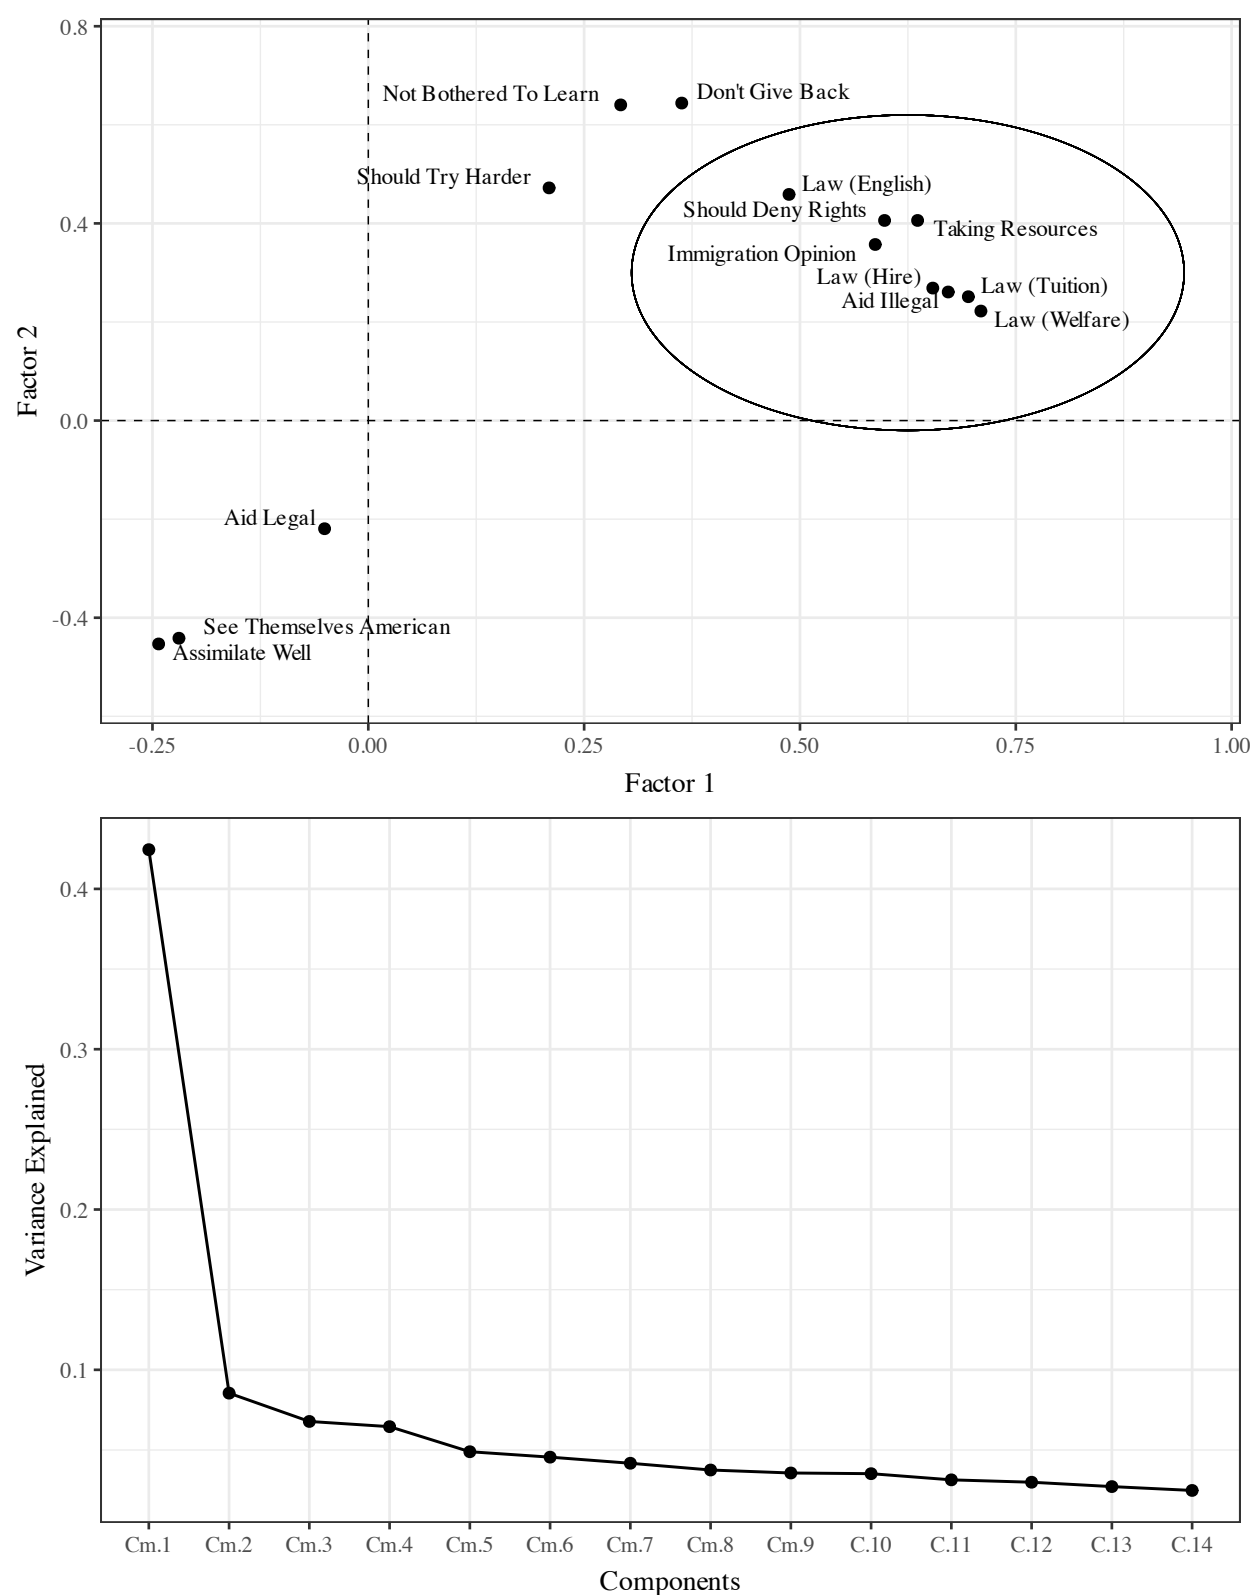 0.8
Not Bothered To Learn
Don't Give Back
Should Try Harder
Law (English)
Should Deny Rights
0.4
Taking Resources
Immigration Opinion
Law (Hire)
Law (Tuition)
Aid Illegal
Law (Welfare)
Factor 2
0.0
Aid Legal
-0.4
See Themselves American
Assimilate Well
-0.25 0.00 0.25 0.50 0.75 1.00
Factor 1
0.4
0.3
Variance Explained
0.2
0.1
Cm.1 Cm.2 Cm.3 Cm.4 Cm.5 Cm.6 Cm.7 Cm.8 Cm.9 C.10 C.11 C.12 C.13 C.14
Components